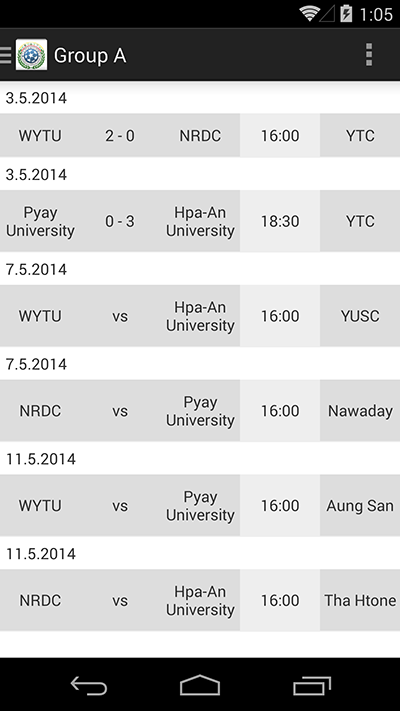 1:05
Group A
3.5.2014
WYTU 2 - 0 NRDC 16:00 YTC
3.5.2014
Pyay University 0 - 3 Hpa-An University 18:30 YTC
7.5.2014
WYTU vs Hpa-An University 16:00 YUSC
7.5.2014
NRDC vs Pyay University 16:00 Nawaday
11.5.2014
WYTU vs Pyay University 16:00 Aung San
11.5.2014
NRDC vs Hpa-An University 16:00 Tha Htone